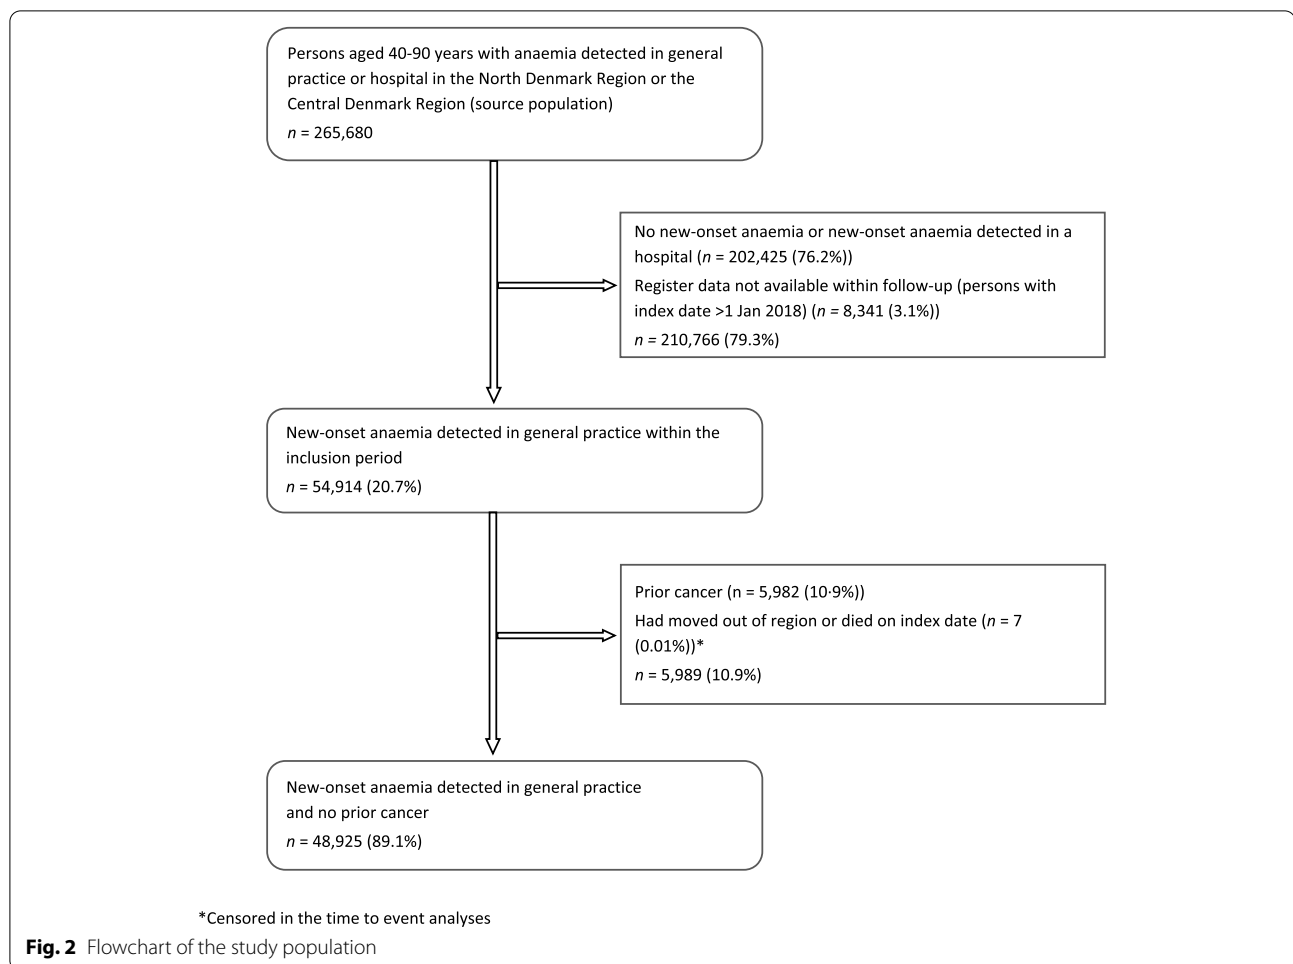 Persons aged 40-90 years with anaemia detected in general
practice or hospital in the North Denmark Region or the
Central Denmark Region (source population)
n = 265,680
No new-onset anaemia or new-onset anaemia detected in a
hospital (n = 202,425 (76.2%))
Register data not available within follow-up (persons with
index date >1 Jan 2018) (n = 8,341 (3.1%))
n = 210,766 (79.3%)
New-onset anaemia detected in general practice within the
inclusion period
n = 54,914 (20.7%)
Prior cancer (n = 5,982 (10·9%))
Had moved out of region or died on index date (n = 7
(0.01%))*
n = 5,989 (10.9%)
New-onset anaemia detected in general practice
and no prior cancer
n = 48,925 (89.1%)
*Censored in the time to event analyses
Fig. 2 Flowchart of the study population